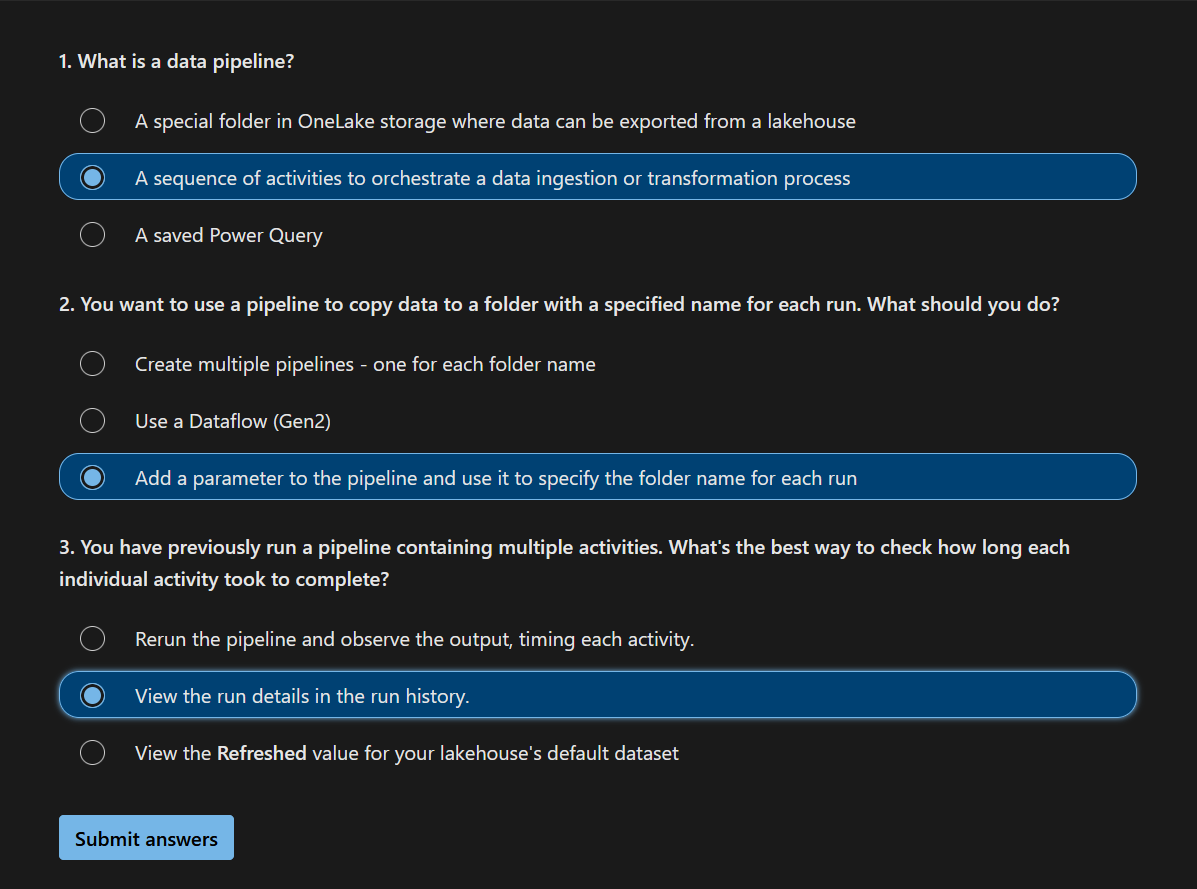 1. What is a data pipeline?
A special folder in OneLake storage where data can be exported from a lakehouse
A sequence of activities to orchestrate a data ingestion or transformation process
A saved Power Query
2. You want to use a pipeline to copy data to a folder with a specified name for each run. What should you do?
Create multiple pipelines - one for each folder name
Use a Dataflow (Gen2)
Add a parameter to the pipeline and use it to specify the folder name for each run
3. You have previously run a pipeline containing multiple activities. What's the best way to check how long each
individual activity took to complete?
Rerun the pipeline and observe the output, timing each activity.
View the run details in the run history.
View the Refreshed value for your lakehouse's default dataset
Submit answers